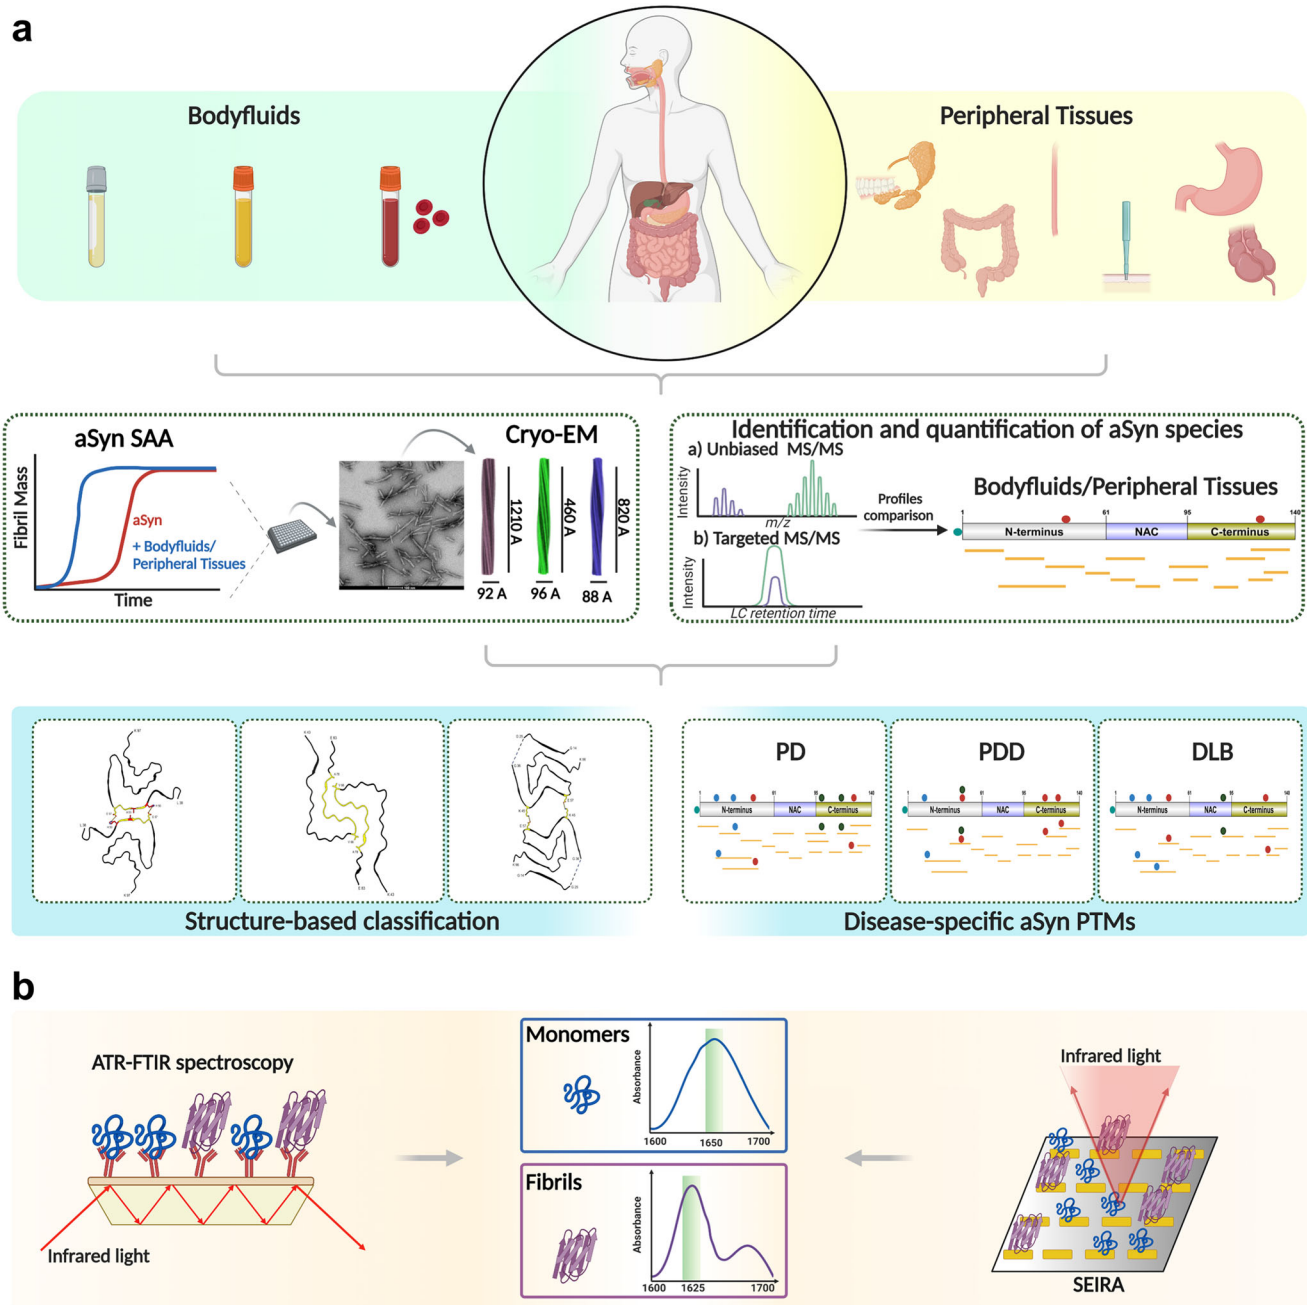 a
Bodyfluids
Peripheral Tissues
aSyn SAA
Fibril Mass
aSyn
+ Bodyfluids/
Peripheral Tissues
Time
Cryo-EM
1210 A
460 A
820 A
92 A
96 A
88 A
Identification and quantification of aSyn species
a) Unbiased MS/MS
Intensity
m/z
b) Targeted MS/MS
Intensity
LC retention time
Profiles
comparison
Bodyfluids/Peripheral Tissues
1
61
95
140
N-terminus
NAC
C-terminus
Structure-based classification
PD
N-terminus
NAC
C-terminus
PDD
N-terminus
NAC
C-terminus
DLB
N-terminus
NAC
C-terminus
Disease-specific aSyn PTMs
b
ATR-FTIR spectroscopy
Infrared light
Monomers
Absorbance
1600
1650
1700
Fibrils
Absorbance
1600
1625
1700
Infrared light
SEIRA